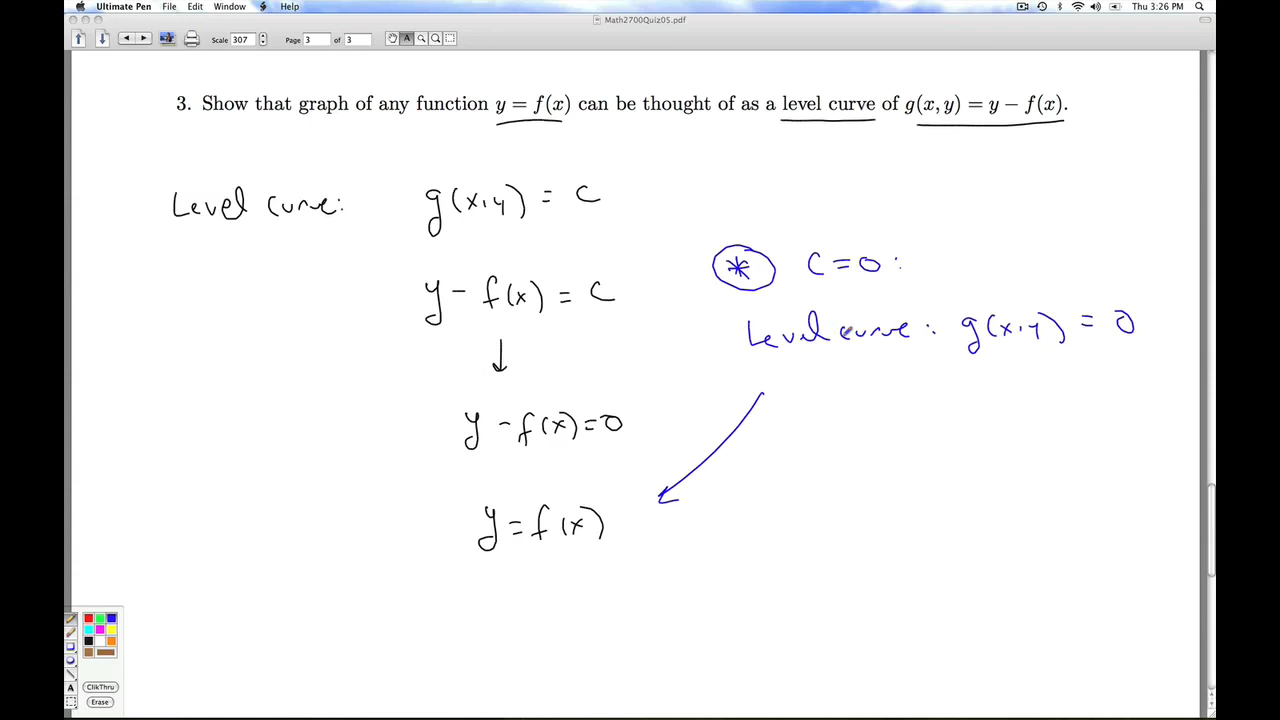 Ultimate Pen File Edit Window Help Thu 3:26 PM
Math2700Quiz05.pdf
Scale 307 Page 3 of 3 A
3. Show that graph of any function y = f(x) can be thought of as a level curve of g(x, y) = y − f(x).
Level curve: g(x,y) = C
y − f(x) = C
↓
y − f(x) = 0
y = f(x)
* C = 0 :
Level curve : g(x,y) = 0
A
ClikThru
Erase